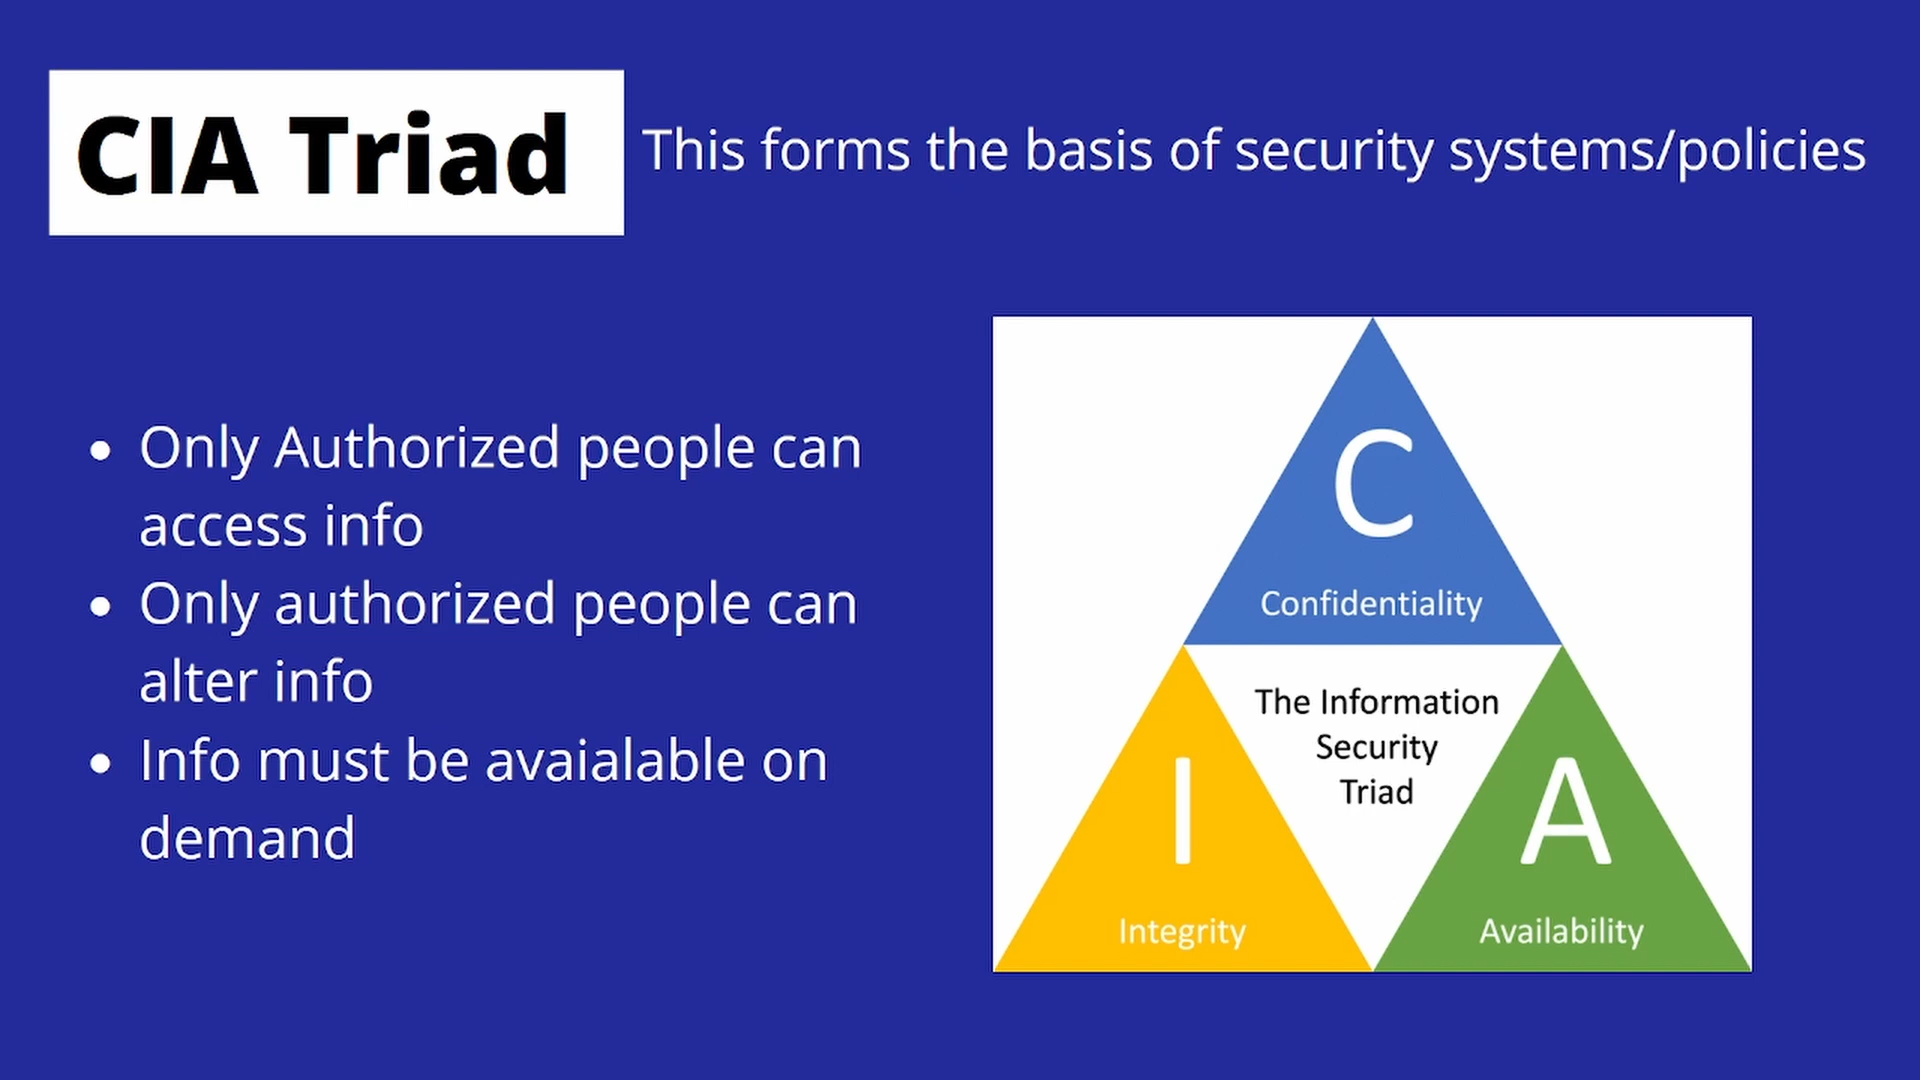 CIA Triad
This forms the basis of security systems/policies
• Only Authorized people can
access info
• Only authorized people can
alter info
• Info must be avaialable on
demand
C
Confidentiality
The Information
Security
Triad
I
Integrity
A
Availability